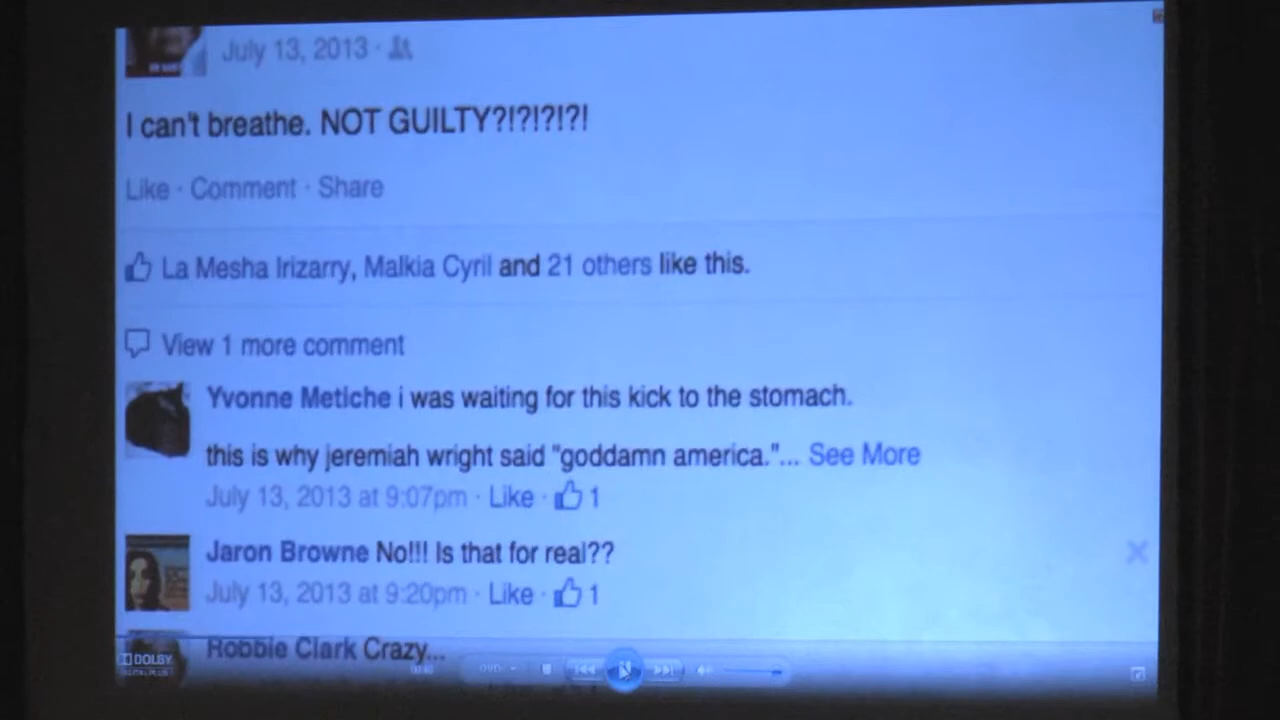 July 13, 2013 ·
I can't breathe. NOT GUILTY?!?!?!?!
Like · Comment · Share
La Mesha Irizarry, Malkia Cyril and 21 others like this.
View 1 more comment
Yvonne Metiche i was waiting for this kick to the stomach.
this is why jeremiah wright said "goddamn america."... See More
July 13, 2013 at 9:07pm · Like · 1
Jaron Browne No!!! Is that for real??
July 13, 2013 at 9:20pm · Like · 1
Robbie Clark Crazy...
DOLBY